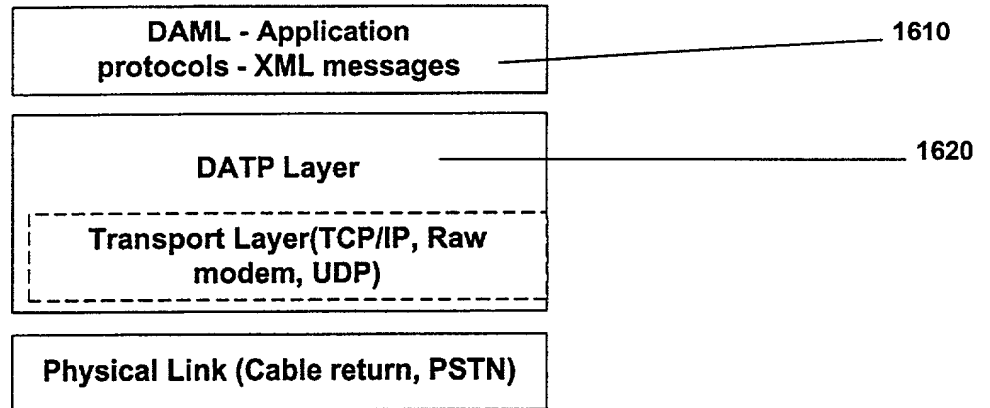 DAML - Application
protocols - XML messages
1610
DATP Layer
1620
Transport Layer(TCP/IP, Raw
modem, UDP)
Physical Link (Cable return, PSTN)